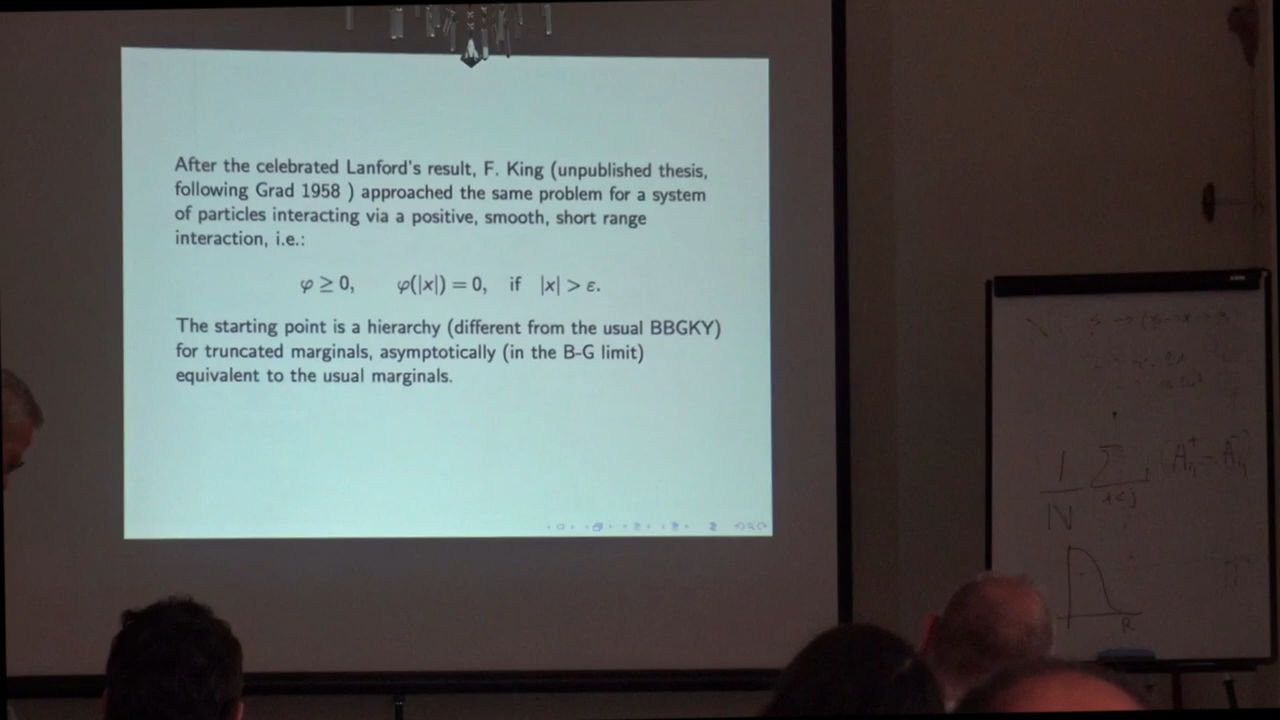 After the celebrated Lanford's result, F. King (unpublished thesis,
following Grad 1958 ) approached the same problem for a system
of particles interacting via a positive, smooth, short range
interaction, i.e.:
φ ≥ 0, φ(|x|) = 0, if |x| > ε.
The starting point is a hierarchy (different from the usual BBGKY)
for truncated marginals, asymptotically (in the B-G limit)
equivalent to the usual marginals.
1
N
Σ
i<j
R